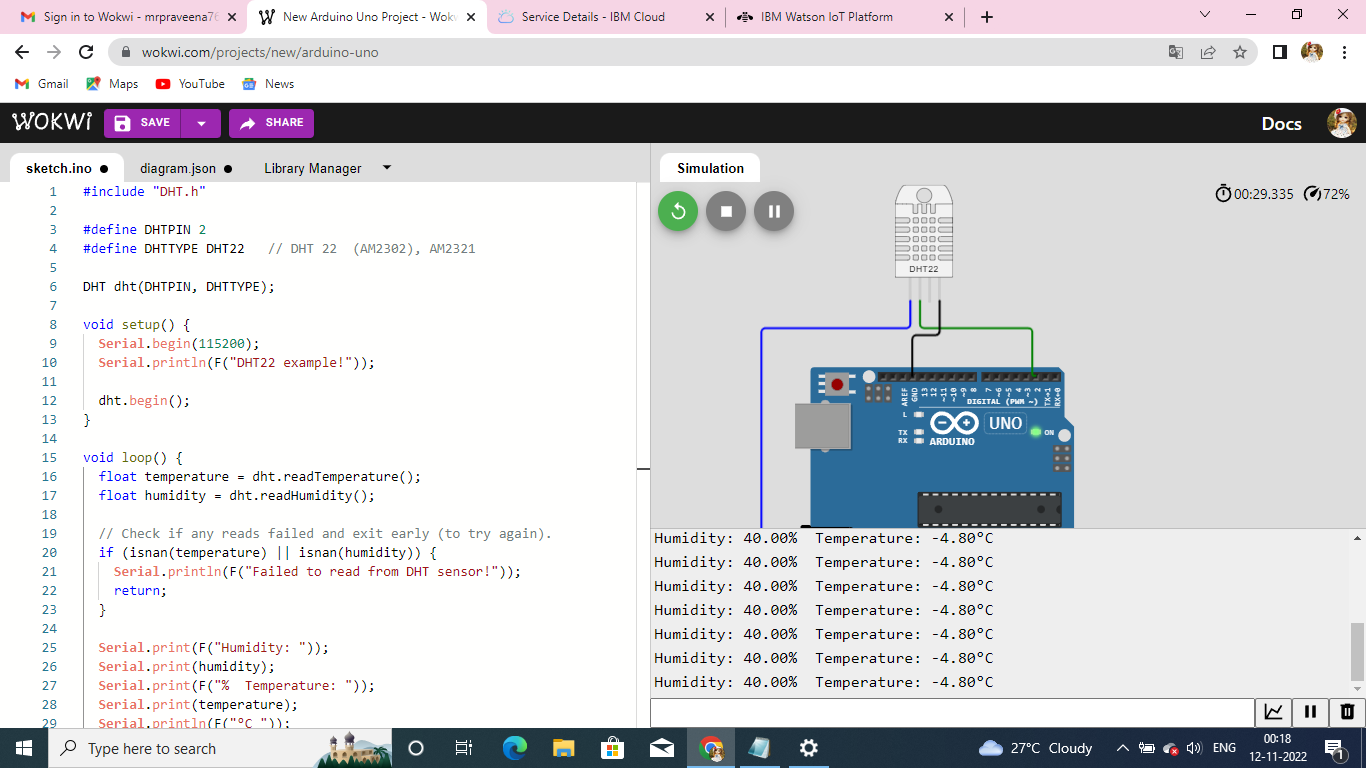 Sign in to Wokwi - mrpraveena76
New Arduino Uno Project - Wokw
Service Details - IBM Cloud
IBM Watson IoT Platform
wokwi.com/projects/new/arduino-uno
Gmail
Maps
YouTube
News
WOKWI
SAVE
SHARE
Docs
sketch.ino
diagram.json
Library Manager
1 #include "DHT.h"
2
3 #define DHTPIN 2
4 #define DHTTYPE DHT22 // DHT 22 (AM2302), AM2321
5
6 DHT dht(DHTPIN, DHTTYPE);
7
8 void setup() {
9 Serial.begin(115200);
10 Serial.println(F("DHT22 example!"));
11
12 dht.begin();
13 }
14
15 void loop() {
16 float temperature = dht.readTemperature();
17 float humidity = dht.readHumidity();
18
19 // Check if any reads failed and exit early (to try again).
20 if (isnan(temperature) || isnan(humidity)) {
21 Serial.println(F("Failed to read from DHT sensor!"));
22 return;
23 }
24
25 Serial.print(F("Humidity: "));
26 Serial.print(humidity);
27 Serial.print(F("% Temperature: "));
28 Serial.print(temperature);
29 Serial.println(F("°C "));
Simulation
00:29.335
72%
DHT22
AREF
GND
13
12
~11
~10
~9
8
7
~6
~5
4
~3
2
TX→1
RX←0
DIGITAL (PWM ~)
L
TX
RX
UNO
ARDUINO
ON
Humidity: 40.00% Temperature: -4.80°C
Humidity: 40.00% Temperature: -4.80°C
Humidity: 40.00% Temperature: -4.80°C
Humidity: 40.00% Temperature: -4.80°C
Humidity: 40.00% Temperature: -4.80°C
Humidity: 40.00% Temperature: -4.80°C
Humidity: 40.00% Temperature: -4.80°C
Type here to search
27°C Cloudy
ENG
00:18
12-11-2022
1